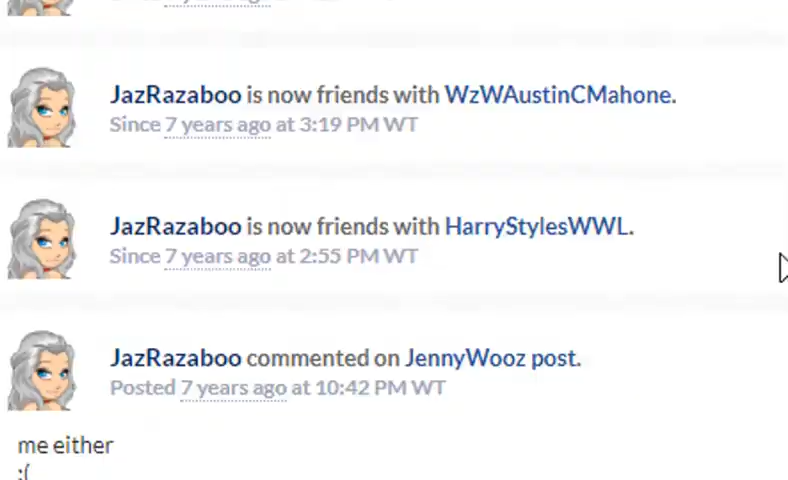 JazRazaboo is now friends with WzWAustinCMahone.
Since 7 years ago at 3:19 PM WT
JazRazaboo is now friends with HarryStylesWWL.
Since 7 years ago at 2:55 PM WT
JazRazaboo commented on JennyWooz post.
Posted 7 years ago at 10:42 PM WT
me either
:(